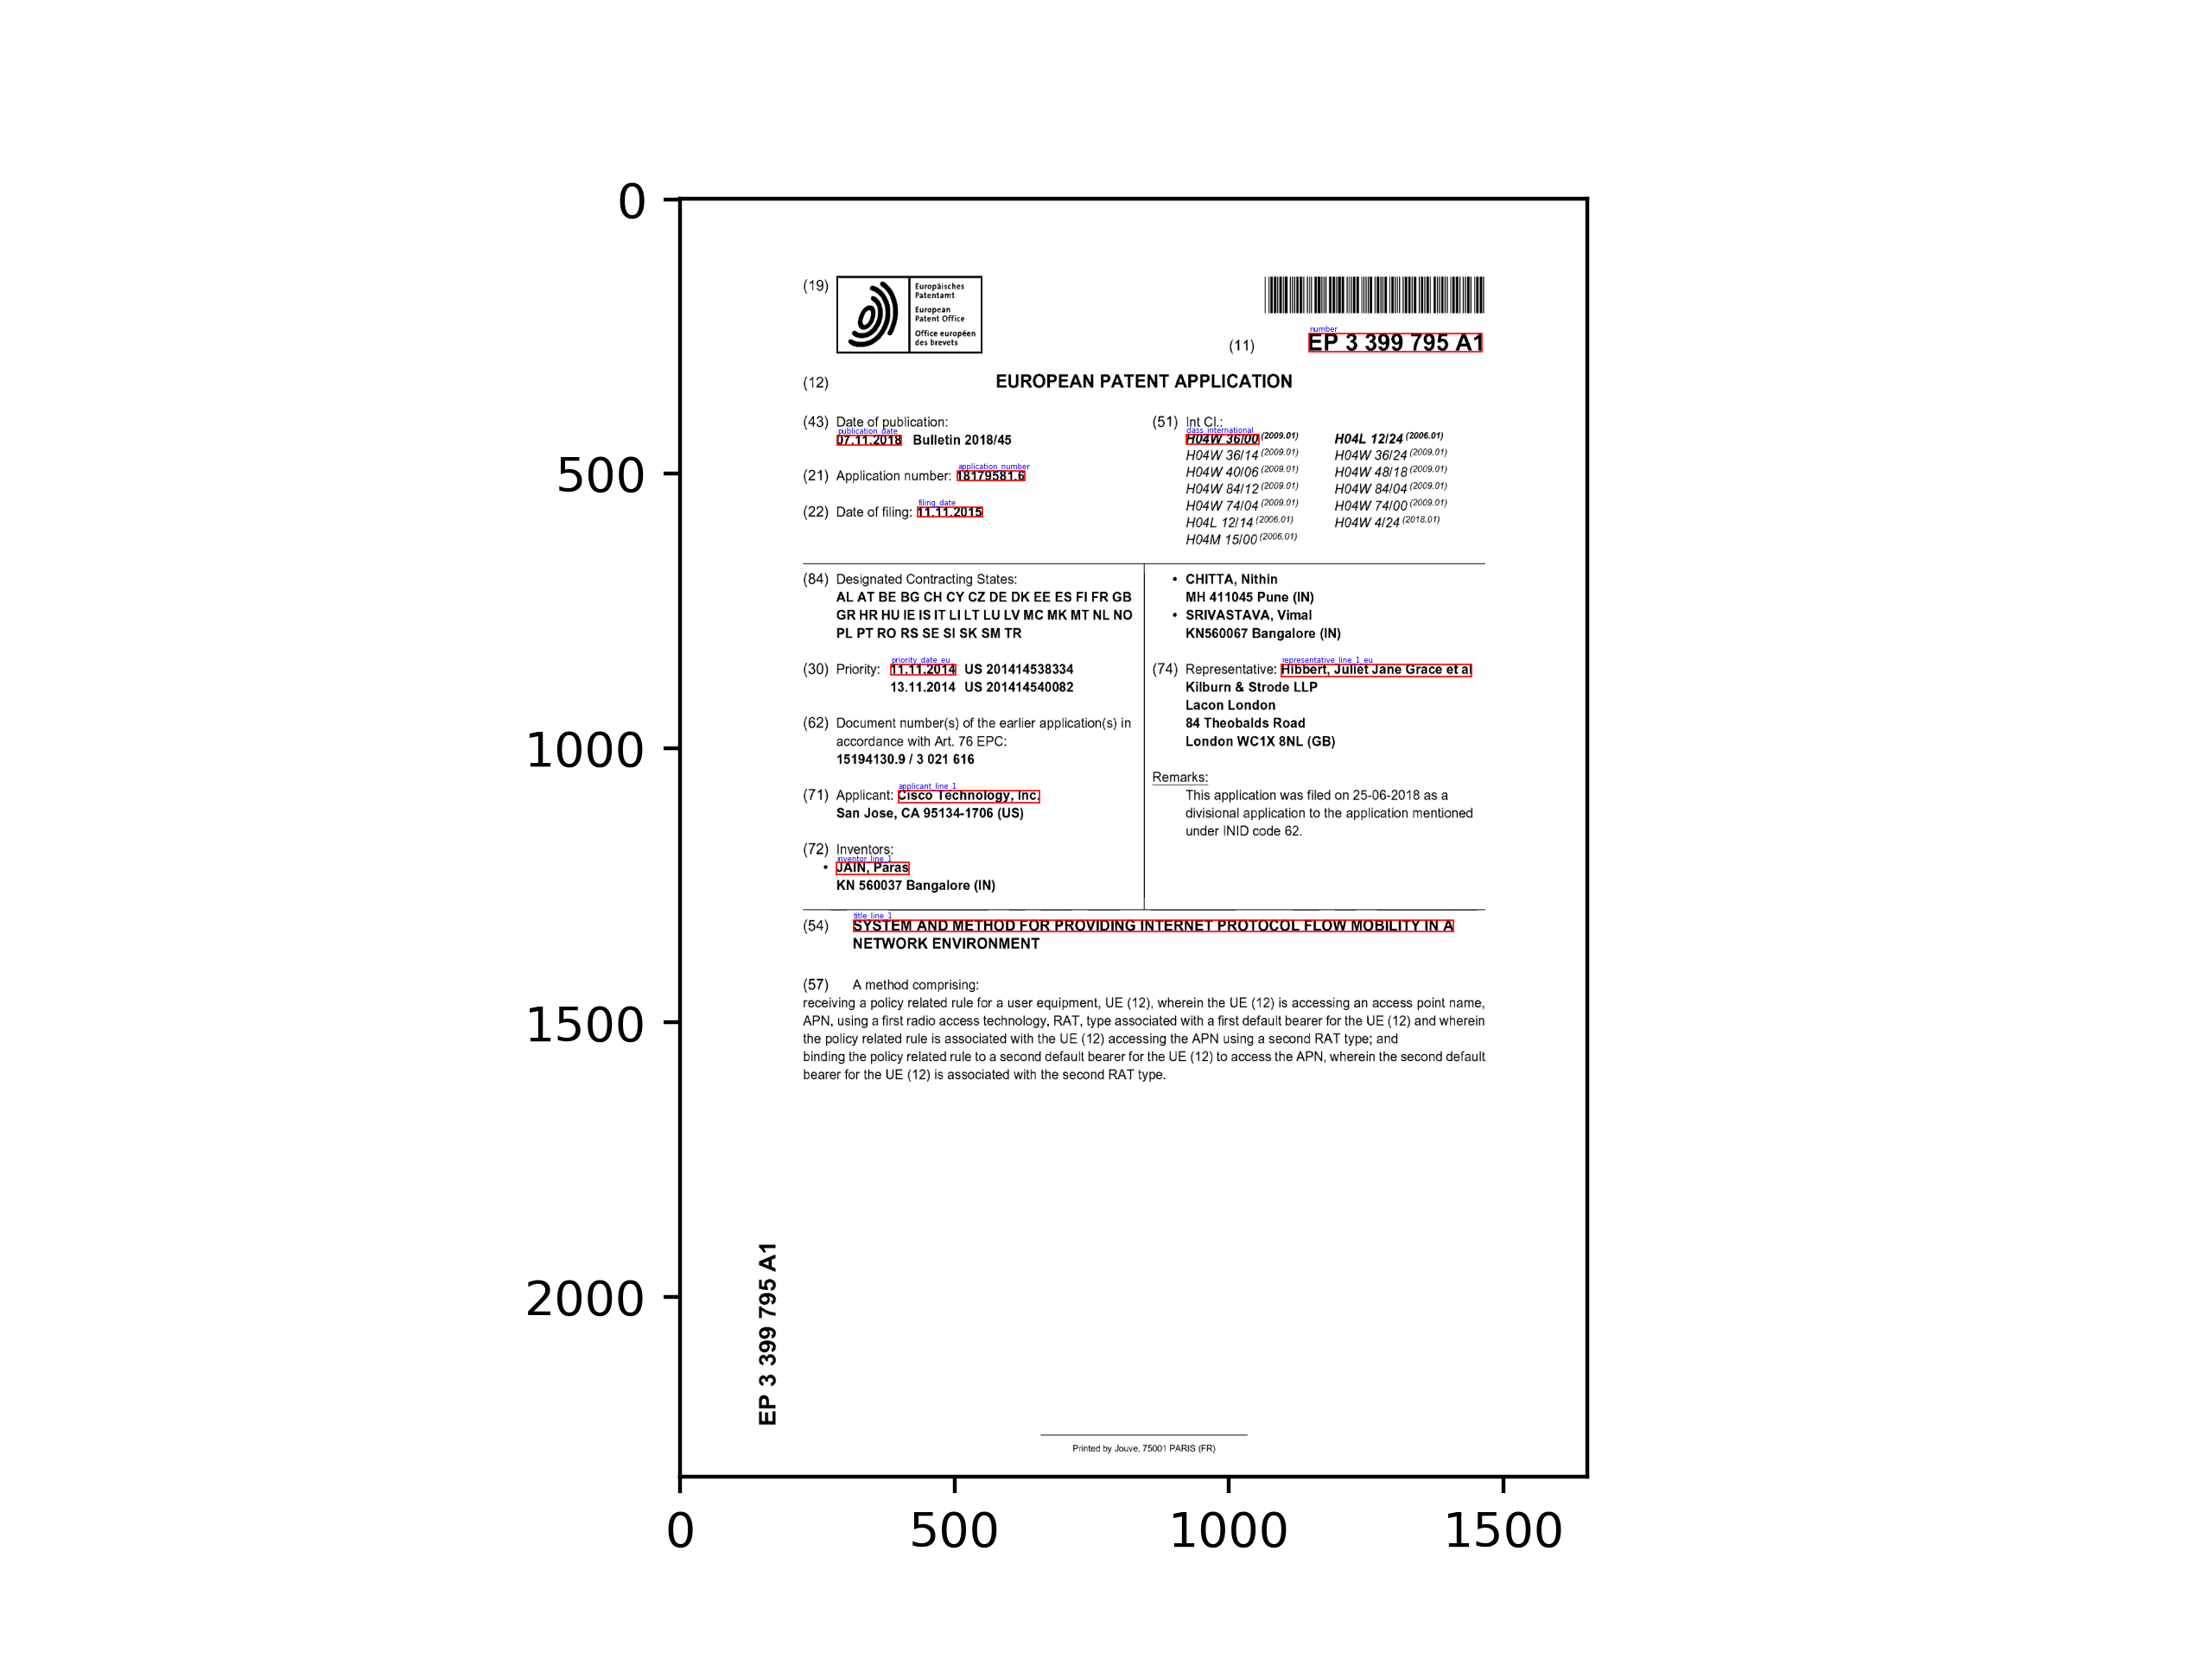 0
500
1000
1500
2000
0
500
1000
1500
(19)
Europäisches
Patentamt
European
Patent Office
Office européen
des brevets
number
(11) EP 3 399 795 A1
(12) EUROPEAN PATENT APPLICATION
(43) Date of publication:
publication_date
07.11.2018 Bulletin 2018/45
(21) Application number: 18179581.6
application_number
(22) Date of filing: 11.11.2015
filing_date
(51) Int Cl.:
class_international
H04W 36/00 (2009.01) H04L 12/24 (2006.01)
H04W 36/14 (2009.01) H04W 36/24 (2009.01)
H04W 40/06 (2009.01) H04W 48/18 (2009.01)
H04W 84/12 (2009.01) H04W 84/04 (2009.01)
H04W 74/04 (2009.01) H04W 74/00 (2009.01)
H04L 12/14 (2006.01) H04W 4/24 (2018.01)
H04M 15/00 (2006.01)
(84) Designated Contracting States:
AL AT BE BG CH CY CZ DE DK EE ES FI FR GB
GR HR HU IE IS IT LI LT LU LV MC MK MT NL NO
PL PT RO RS SE SI SK SM TR
priority_date_eu
(30) Priority: 11.11.2014 US 201414538334
13.11.2014 US 201414540082
(62) Document number(s) of the earlier application(s) in
accordance with Art. 76 EPC:
15194130.9 / 3 021 616
applicant_line_1
(71) Applicant: Cisco Technology, Inc.
San Jose, CA 95134-1706 (US)
(72) Inventors:
inventor_line_1
• JAIN, Paras
KN 560037 Bangalore (IN)
• CHITTA, Nithin
MH 411045 Pune (IN)
• SRIVASTAVA, Vimal
KN560067 Bangalore (IN)
representative_line_1_eu
(74) Representative: Hibbert, Juliet Jane Grace et al
Kilburn & Strode LLP
Lacon London
84 Theobalds Road
London WC1X 8NL (GB)
Remarks:
This application was filed on 25-06-2018 as a
divisional application to the application mentioned
under INID code 62.
title_line_1
(54) SYSTEM AND METHOD FOR PROVIDING INTERNET PROTOCOL FLOW MOBILITY IN A
NETWORK ENVIRONMENT
(57) A method comprising:
receiving a policy related rule for a user equipment, UE (12), wherein the UE (12) is accessing an access point name,
APN, using a first radio access technology, RAT, type associated with a first default bearer for the UE (12) and wherein
the policy related rule is associated with the UE (12) accessing the APN using a second RAT type; and
binding the policy related rule to a second default bearer for the UE (12) to access the APN, wherein the second default
bearer for the UE (12) is associated with the second RAT type.
EP 3 399 795 A1
Printed by Jouve, 75001 PARIS (FR)